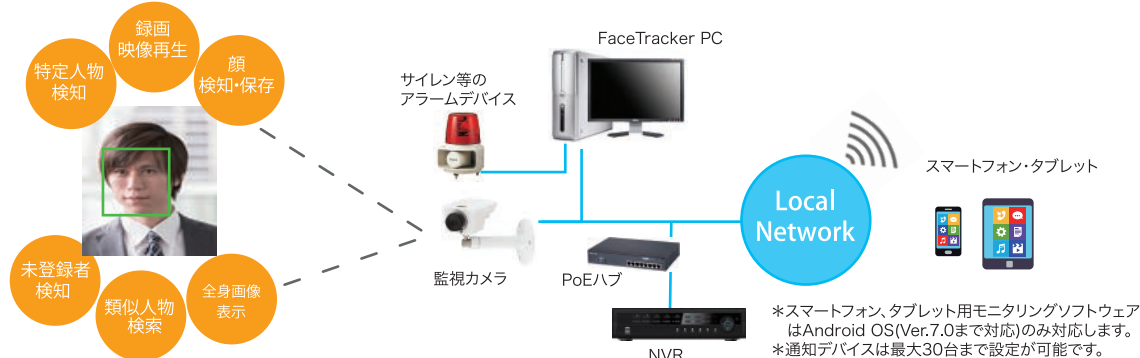 録画
映像再生
特定人物
検知
顔
検知・保存
未登録者
検知
類似人物
検索
全身画像
表示
サイレン等の
アラームデバイス
FaceTracker PC
監視カメラ
PoEハブ
NVR
Local
Network
スマートフォン・タブレット
*スマートフォン、タブレット用モニタリングソフトウェア
はAndroid OS(Ver.7.0まで対応)のみ対応します。
*通知デバイスは最大30台まで設定が可能です。